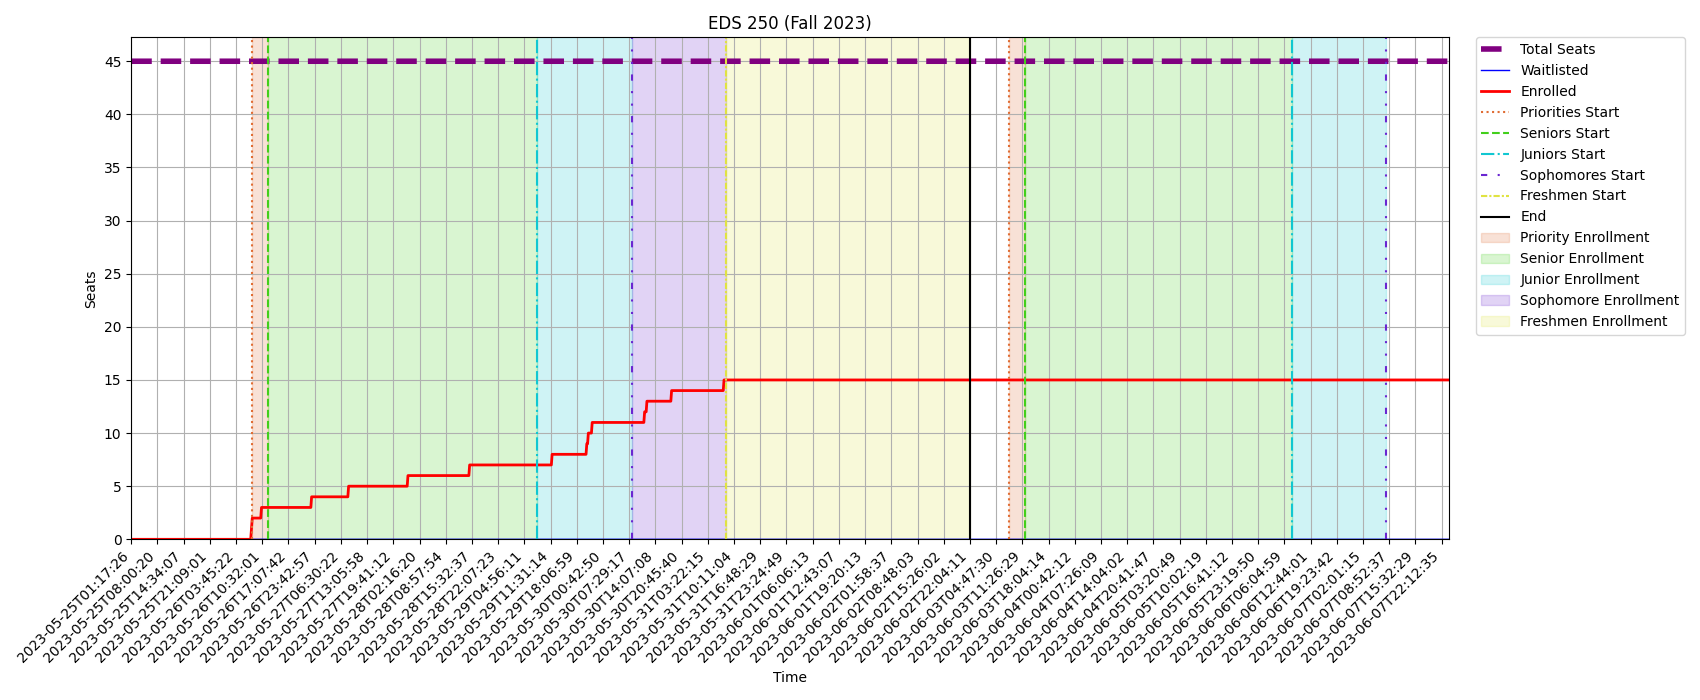 EDS 250 (Fall 2023)
Seats
45
40
35
30
25
20
15
10
5
0
2023-05-25T01:17:26
2023-05-25T08:00:20
2023-05-25T14:34:07
2023-05-25T21:09:01
2023-05-26T03:45:22
2023-05-26T10:32:01
2023-05-26T17:07:42
2023-05-26T23:42:57
2023-05-27T06:30:22
2023-05-27T13:05:58
2023-05-27T19:41:12
2023-05-28T02:16:20
2023-05-28T08:57:54
2023-05-28T15:32:37
2023-05-28T22:07:23
2023-05-29T04:56:11
2023-05-29T11:31:14
2023-05-29T18:06:59
2023-05-30T00:42:50
2023-05-30T07:29:17
2023-05-30T14:07:08
2023-05-30T20:45:40
2023-05-31T03:22:15
2023-05-31T10:11:04
2023-05-31T16:48:29
2023-05-31T23:24:49
2023-06-01T06:06:13
2023-06-01T12:43:07
2023-06-01T19:20:13
2023-06-02T01:58:37
2023-06-02T08:48:03
2023-06-02T15:26:02
2023-06-02T22:04:11
2023-06-03T04:47:30
2023-06-03T11:26:29
2023-06-03T18:04:14
2023-06-04T00:42:12
2023-06-04T07:26:09
2023-06-04T14:04:02
2023-06-04T20:41:47
2023-06-05T03:20:49
2023-06-05T10:02:19
2023-06-05T16:41:12
2023-06-05T23:19:50
2023-06-06T06:04:59
2023-06-06T12:44:01
2023-06-06T19:23:42
2023-06-07T02:01:15
2023-06-07T08:52:37
2023-06-07T15:32:29
2023-06-07T22:12:35
Time
Total Seats
Waitlisted
Enrolled
Priorities Start
Seniors Start
Juniors Start
Sophomores Start
Freshmen Start
End
Priority Enrollment
Senior Enrollment
Junior Enrollment
Sophomore Enrollment
Freshmen Enrollment